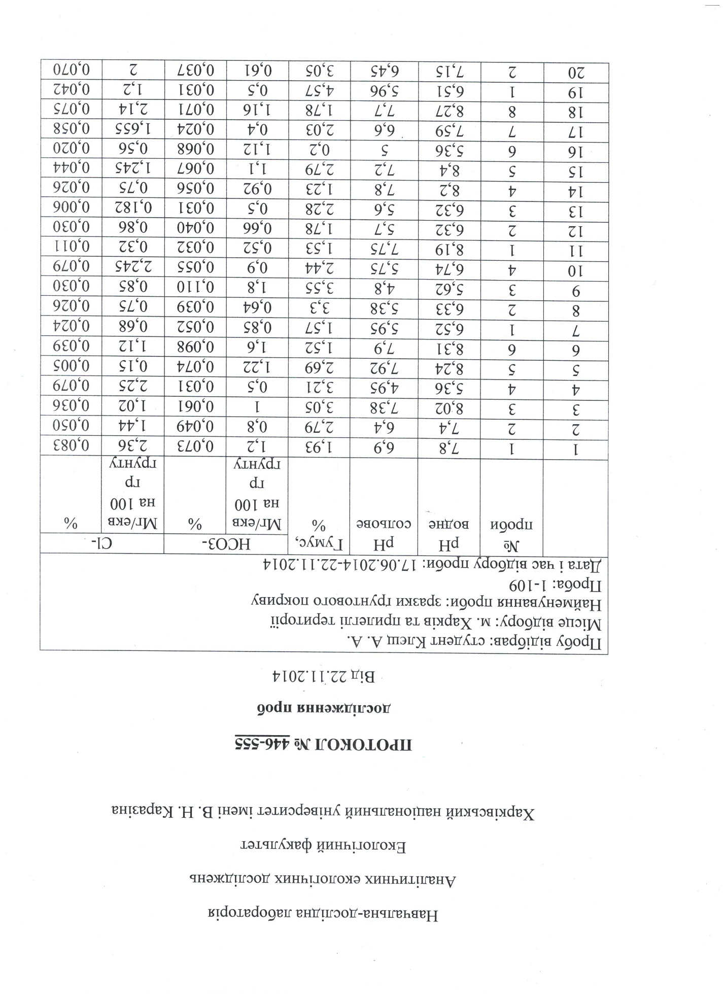 Навчальна-дослідна лабораторія
Аналітичних екологічних досліджень
Екологічний факультет
Харківський національний університет імені В. Н. Каразіна
ПРОТОКОЛ № 446-555
дослідження проб
Від 22.11.2014
Пробу відібрав: студент Клєщ А. А.
Місце відбору: м. Харків та прилеглі території
Найменування проби: зразки ґрунтового покриву
Проба: 1-109
Дата і час відбору проби: 17.06.2014-22.11.2014
№ проби pH водне pH сольове Гумус, % HCO3- Cl-
Мг/екв на 100 гр грунту % Мг/екв на 100 гр грунту %
1 1 7,8 6,9 1,93 1,2 0,073 2,36 0,083
2 2 7,4 6,4 2,79 0,8 0,049 1,44 0,050
3 3 8,02 7,38 3,05 1 0,061 1,02 0,036
4 4 5,36 4,95 3,21 0,5 0,031 2,25 0,079
5 5 8,24 7,92 2,69 1,22 0,074 0,15 0,005
6 6 8,31 7,9 1,52 1,6 0,098 1,12 0,039
7 1 6,52 5,95 1,57 0,85 0,052 0,68 0,024
8 2 6,33 5,38 3,3 0,64 0,039 0,75 0,026
9 3 5,62 4,8 3,55 1,8 0,110 0,85 0,030
10 4 6,74 5,75 2,44 0,9 0,055 2,245 0,079
11 1 8,19 7,75 1,53 0,52 0,032 0,32 0,011
12 2 6,32 5,7 1,78 0,66 0,040 0,86 0,030
13 3 6,32 5,6 2,28 0,5 0,031 0,182 0,006
14 4 8,2 7,8 1,23 0,92 0,056 0,75 0,026
15 5 8,4 7,2 2,79 1,1 0,067 1,245 0,044
16 6 5,36 5 0,2 1,12 0,068 0,56 0,020
17 7 7,59 6,6 2,03 0,4 0,024 1,655 0,058
18 8 8,27 7,7 1,78 1,16 0,071 2,14 0,075
19 1 6,51 5,96 4,57 0,5 0,031 1,2 0,042
20 2 7,15 6,45 3,05 0,61 0,037 2 0,070